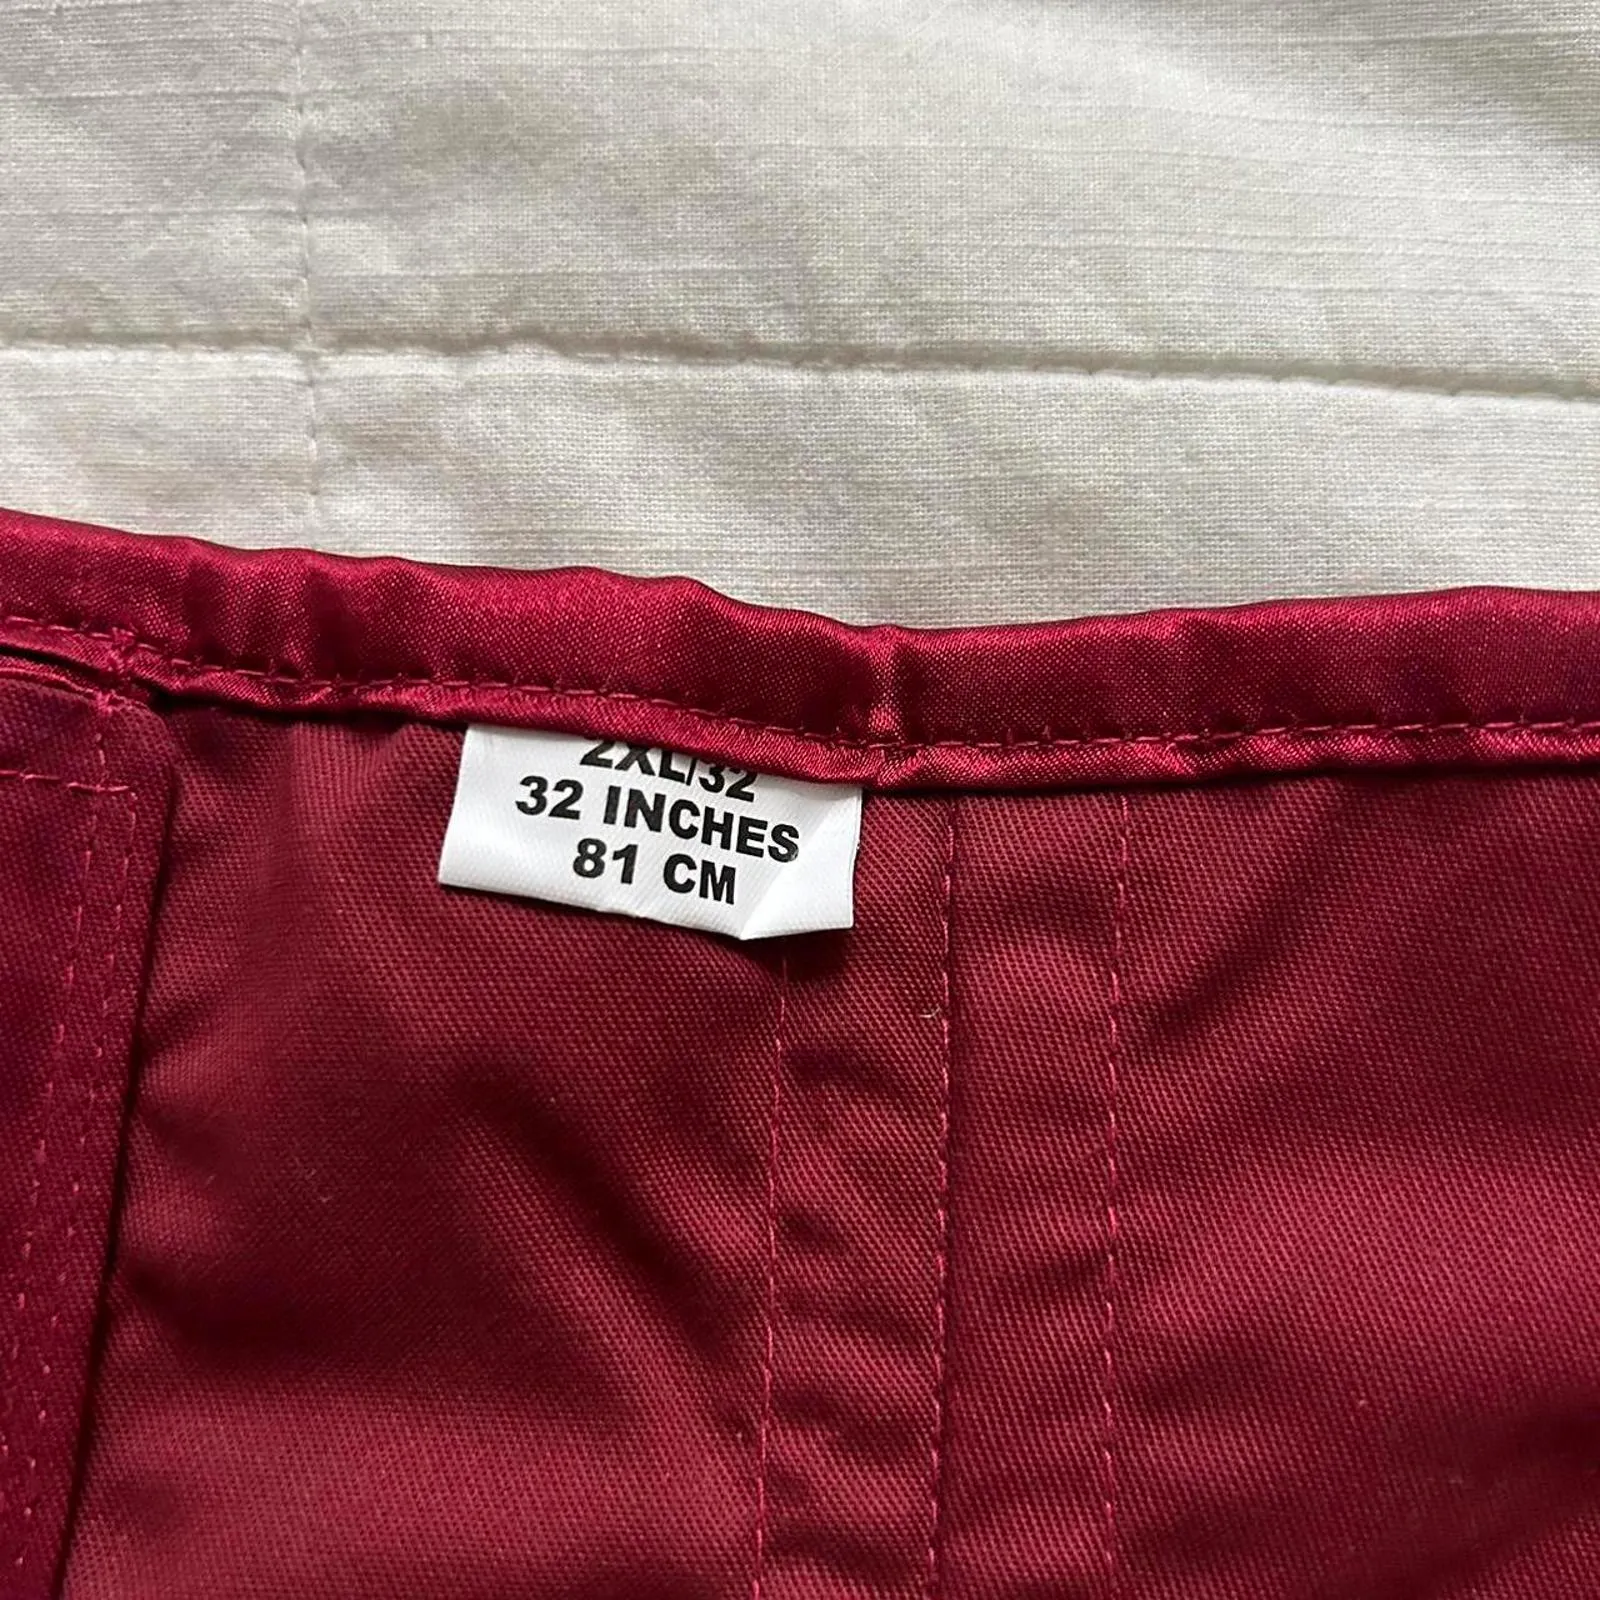 2XL/32
32 INCHES
81 CM